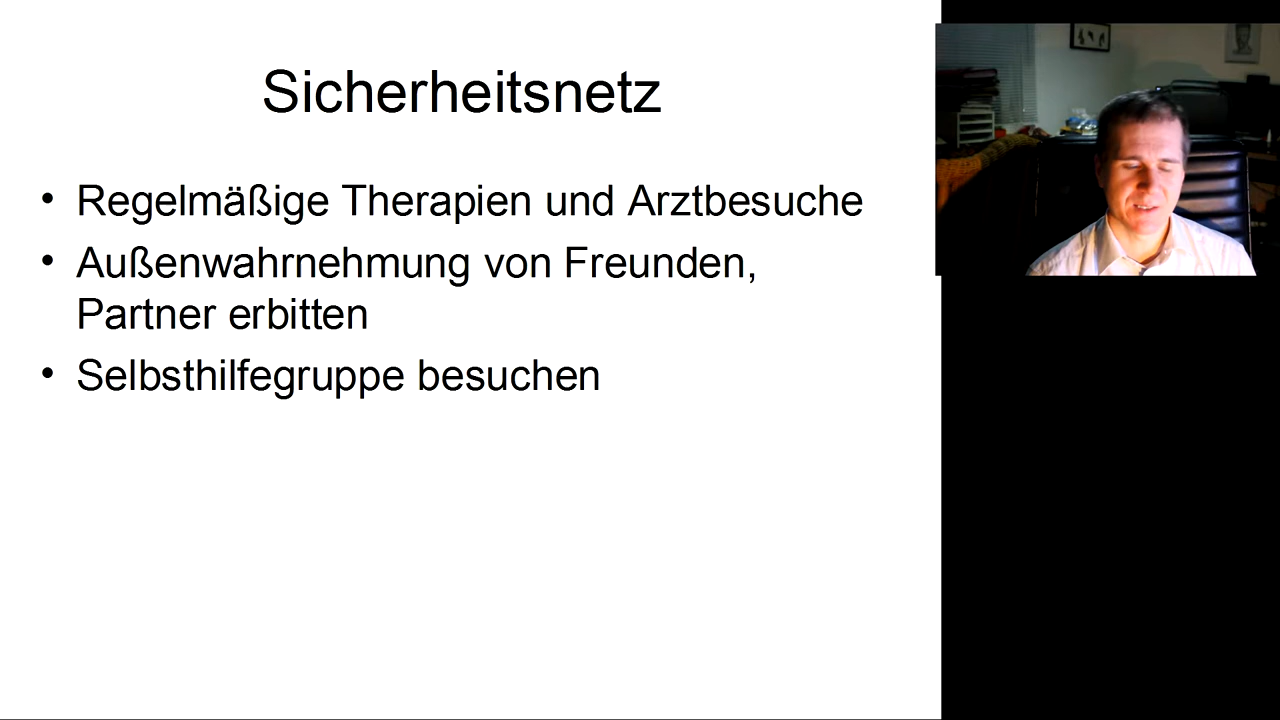 Sicherheitsnetz
• Regelmäßige Therapien und Arztbesuche
• Außenwahrnehmung von Freunden,
Partner erbitten
• Selbsthilfegruppe besuchen